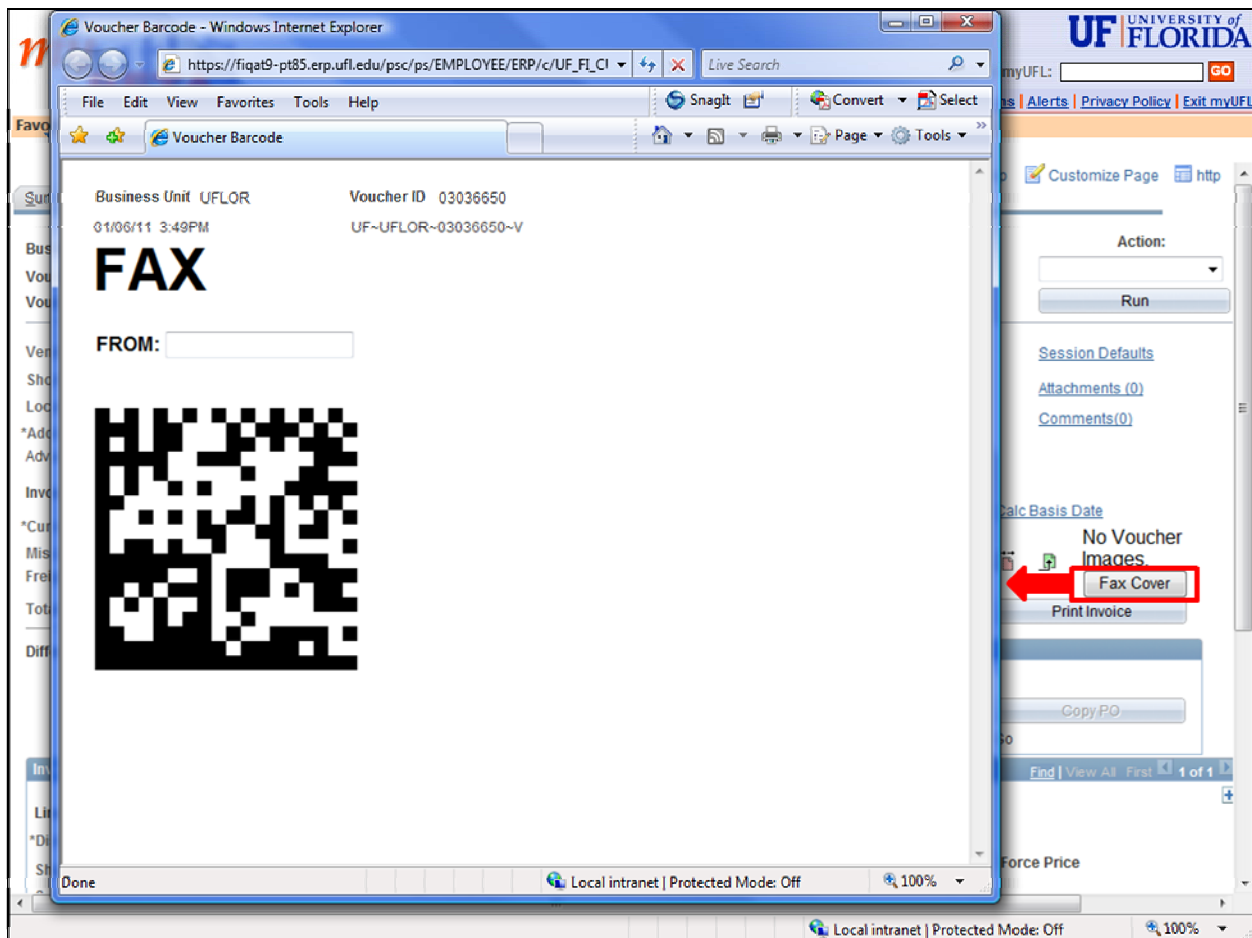 Voucher Barcode - Windows Internet Explorer
https://fiqat9-pt85.erp.ufl.edu/psc/ps/EMPLOYEE/ERP/c/UF_FI_CU
Live Search
File Edit View Favorites Tools Help
SnagIt
Convert
Select
Voucher Barcode
Page
Tools
Business Unit UFLOR
Voucher ID 03036650
01/06/11 3:49PM
UF~UFLOR~03036650~V
FAX
FROM:
Done
Local intranet | Protected Mode: Off
100%
UF UNIVERSITY of FLORIDA
myUFL:
GO
Alerts | Privacy Policy | Exit myUFL
Customize Page
http
Action:
Run
Session Defaults
Attachments (0)
Comments(0)
Calc Basis Date
No Voucher
Images.
Fax Cover
Print Invoice
Copy PO
Find | View All First 1 of 1
Force Price
Local intranet | Protected Mode: Off
100%